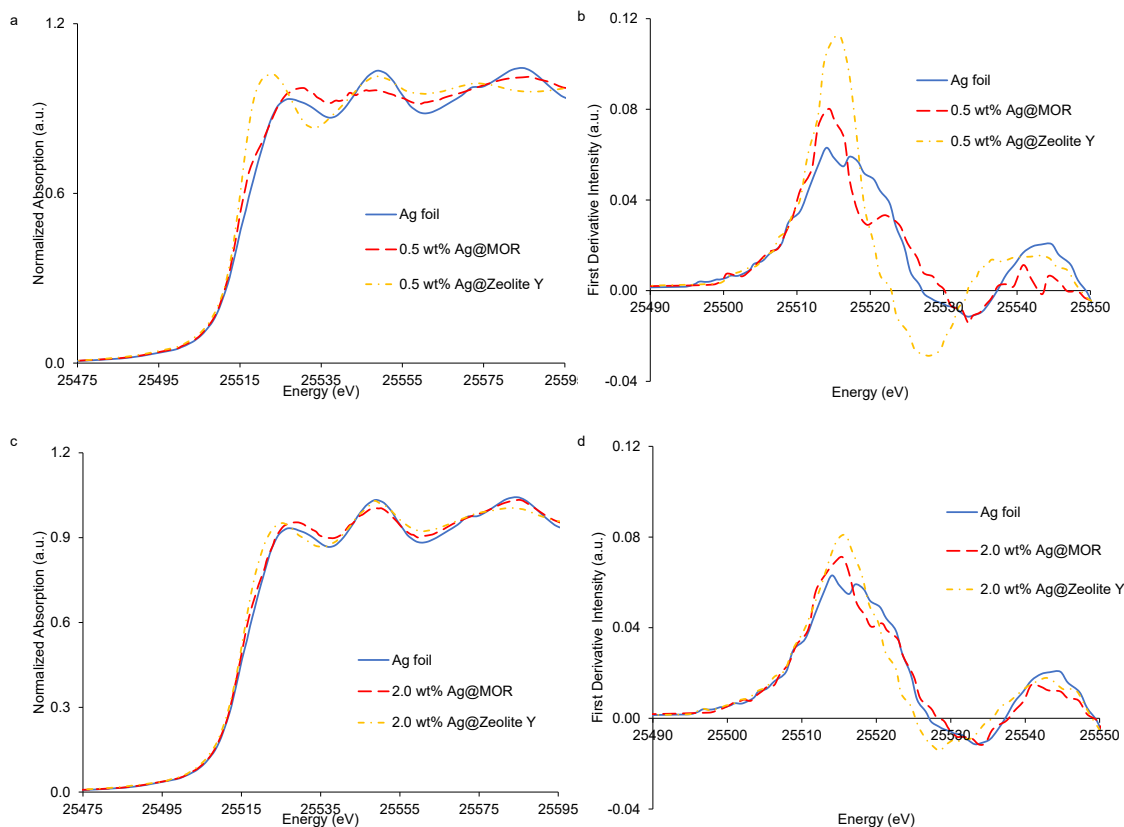 a
1.2
0.6
0.0
Normalized Absorption (a.u.)
Ag foil
0.5 wt% Ag@MOR
0.5 wt% Ag@Zeolite Y
25475 25495 25515 25535 25555 25575 2559
Energy (eV)
b
0.12
0.08
0.04
0.00
-0.04
First Derivative Intensity (a.u.)
Ag foil
0.5 wt% Ag@MOR
0.5 wt% Ag@Zeolite Y
25490 25500 25510 25520 25530 25540 25550
Energy (eV)
c
1.2
0.9
0.6
0.3
0.0
Normalized Absorption (a.u.)
Ag foil
2.0 wt% Ag@MOR
2.0 wt% Ag@Zeolite Y
25475 25495 25515 25535 25555 25575 25595
Energy (eV)
d
0.12
0.08
0.04
0.00
-0.04
First Derivative Intensity (a.u.)
Ag foil
2.0 wt% Ag@MOR
2.0 wt% Ag@Zeolite Y
25490 25500 25510 25520 25530 25540 25550
Energy (eV)